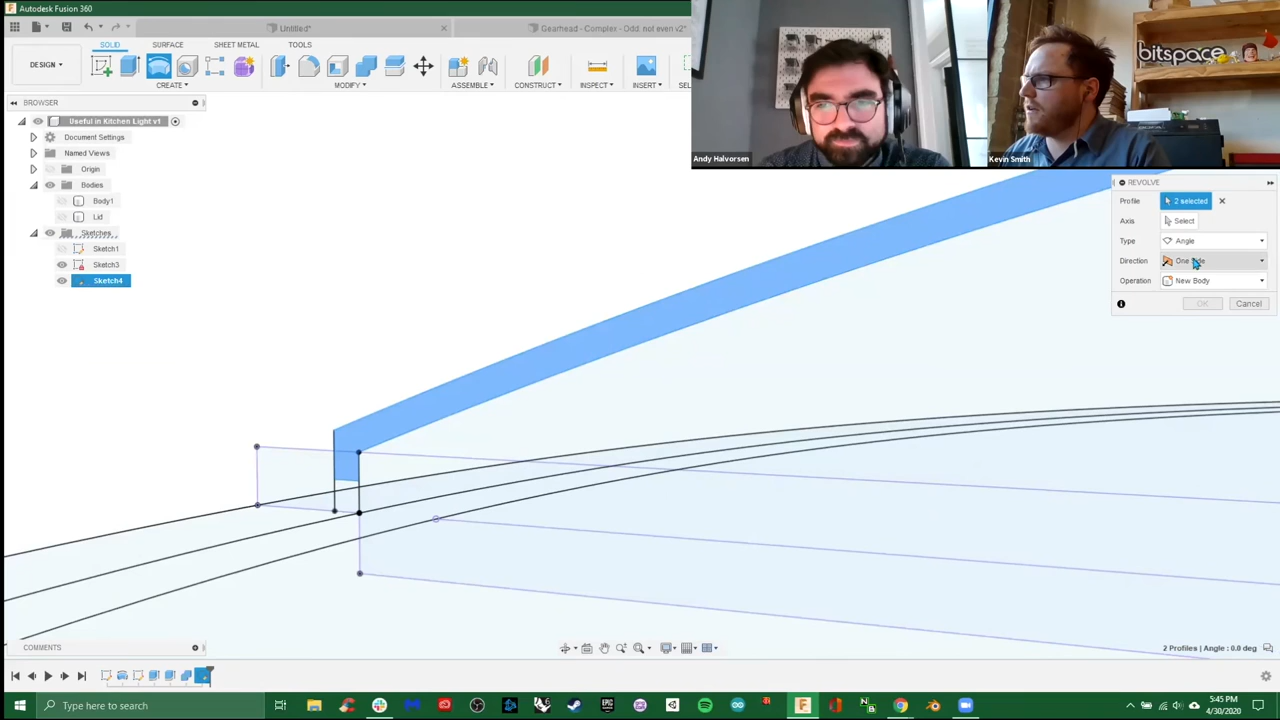 Autodesk Fusion 360
Untitled*
Gearhead - Complex - Odd: not even v2*
SOLID
SURFACE
SHEET METAL
TOOLS
DESIGN
CREATE
MODIFY
ASSEMBLE
CONSTRUCT
INSPECT
INSERT
bitspace
Andy Halvorsen
Kevin Smith
BROWSER
Useful in Kitchen Light v1
Document Settings
Named Views
Origin
Bodies
Body1
Lid
Sketches
Sketch1
Sketch3
Sketch4
REVOLVE
Profile
2 selected
Axis
Select
Type
Angle
Direction
One Side
Operation
New Body
OK
Cancel
COMMENTS
2 Profiles | Angle : 0.0 deg
Type here to search
5:45 PM
4/30/2020